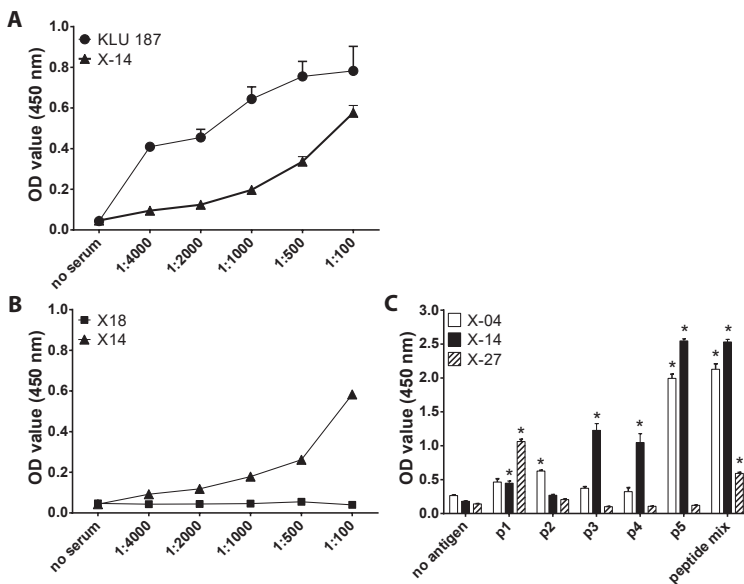 A
KLU 187
X-14
OD value (450 nm)
1.0
0.8
0.6
0.4
0.2
0.0
no serum
1:4000
1:2000
1:1000
1:500
1:100
B
X18
X14
OD value (450 nm)
1.0
0.8
0.6
0.4
0.2
0.0
no serum
1:4000
1:2000
1:1000
1:500
1:100
C
X-04
X-14
X-27
OD value (450 nm)
3.0
2.5
2.0
1.5
1.0
0.5
0.0
* * * * * * * * * *
no antigen
p1
p2
p3
p4
p5
peptide mix